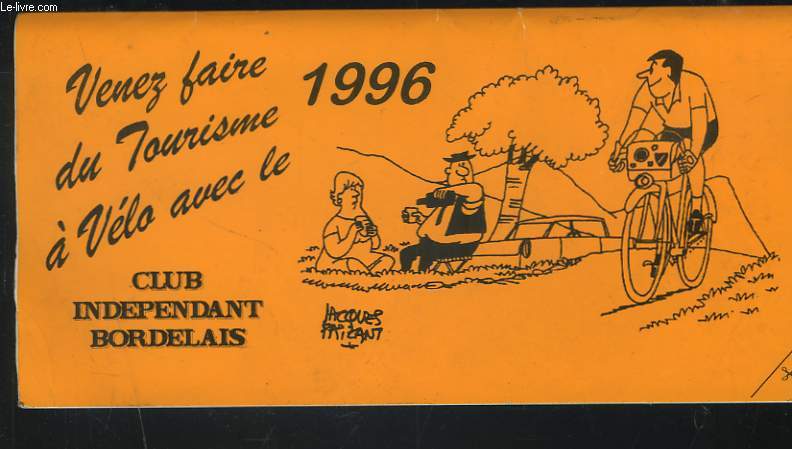 Le-livre.com
Venez faire
du Tourisme
à Vélo avec le
1996
CLUB
INDEPENDANT
BORDELAIS
JACQUES
FAIZANT